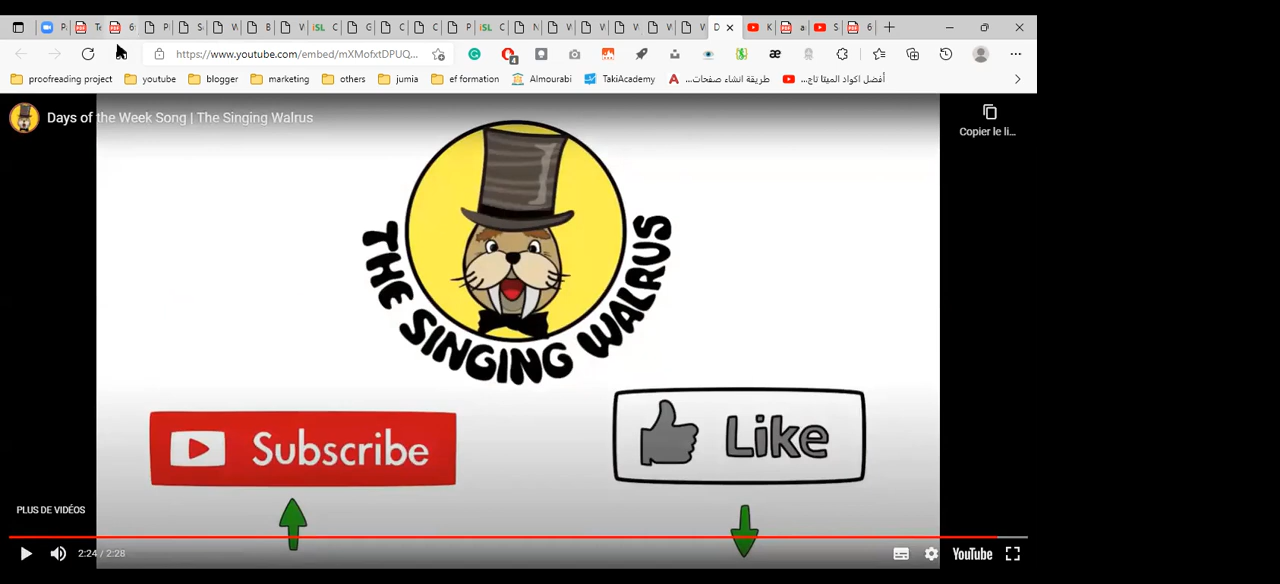 https://www.youtube.com/embed/mXMofxtDPUQ...
4
proofreading project
youtube
blogger
marketing
others
jumia
ef formation
Almourabi
TakiAcademy
طريقة انشاء صفحات...
أفضل اكواد الميتا تاج...
Days of the Week Song | The Singing Walrus
Copier le li...
THE SINGING WALRUS
Subscribe
Like
PLUS DE VIDÉOS
2:24 / 2:28
YouTube